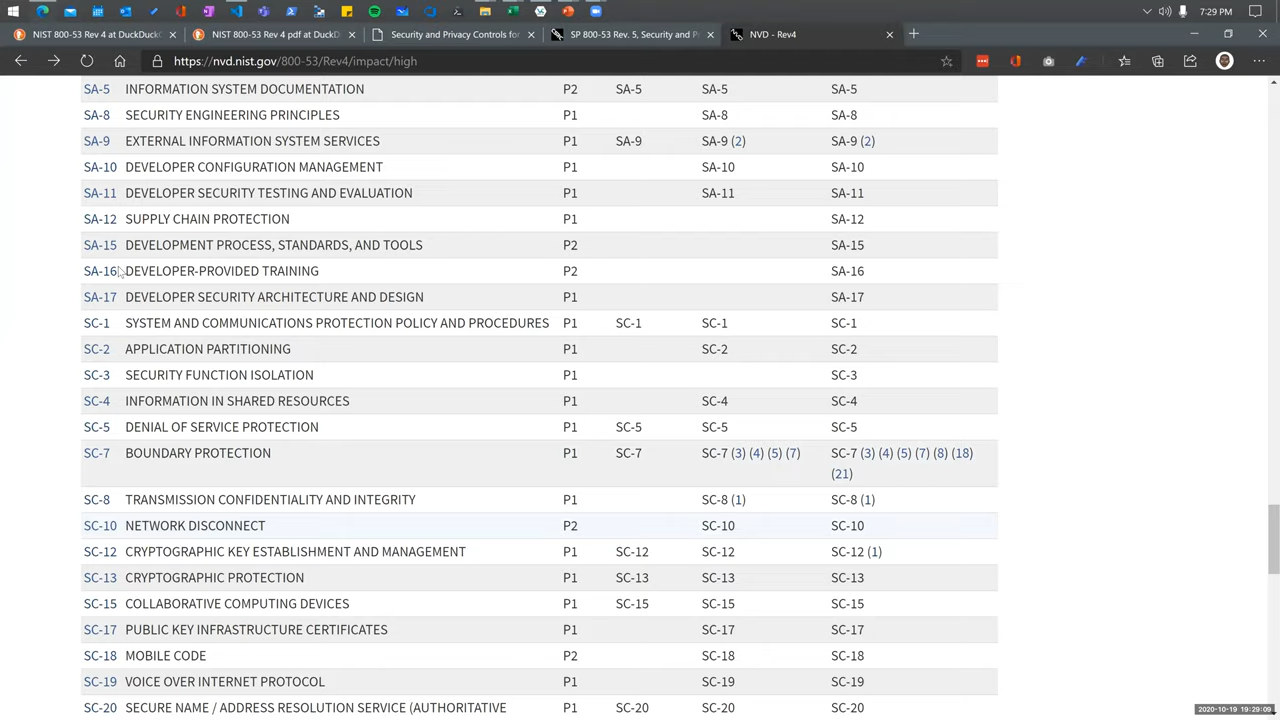 7:29 PM
NIST 800-53 Rev 4 at DuckDuck
NIST 800-53 Rev 4 pdf at DuckD
Security and Privacy Controls for
SP 800-53 Rev. 5, Security and P
NVD - Rev4
https://nvd.nist.gov/800-53/Rev4/impact/high
SA-5 INFORMATION SYSTEM DOCUMENTATION P2 SA-5 SA-5 SA-5
SA-8 SECURITY ENGINEERING PRINCIPLES P1 SA-8 SA-8
SA-9 EXTERNAL INFORMATION SYSTEM SERVICES P1 SA-9 SA-9 (2) SA-9 (2)
SA-10 DEVELOPER CONFIGURATION MANAGEMENT P1 SA-10 SA-10
SA-11 DEVELOPER SECURITY TESTING AND EVALUATION P1 SA-11 SA-11
SA-12 SUPPLY CHAIN PROTECTION P1 SA-12
SA-15 DEVELOPMENT PROCESS, STANDARDS, AND TOOLS P2 SA-15
SA-16 DEVELOPER-PROVIDED TRAINING P2 SA-16
SA-17 DEVELOPER SECURITY ARCHITECTURE AND DESIGN P1 SA-17
SC-1 SYSTEM AND COMMUNICATIONS PROTECTION POLICY AND PROCEDURES P1 SC-1 SC-1 SC-1
SC-2 APPLICATION PARTITIONING P1 SC-2 SC-2
SC-3 SECURITY FUNCTION ISOLATION P1 SC-3
SC-4 INFORMATION IN SHARED RESOURCES P1 SC-4 SC-4
SC-5 DENIAL OF SERVICE PROTECTION P1 SC-5 SC-5 SC-5
SC-7 BOUNDARY PROTECTION P1 SC-7 SC-7 (3) (4) (5) (7) SC-7 (3) (4) (5) (7) (8) (18)
(21)
SC-8 TRANSMISSION CONFIDENTIALITY AND INTEGRITY P1 SC-8 (1) SC-8 (1)
SC-10 NETWORK DISCONNECT P2 SC-10 SC-10
SC-12 CRYPTOGRAPHIC KEY ESTABLISHMENT AND MANAGEMENT P1 SC-12 SC-12 SC-12 (1)
SC-13 CRYPTOGRAPHIC PROTECTION P1 SC-13 SC-13 SC-13
SC-15 COLLABORATIVE COMPUTING DEVICES P1 SC-15 SC-15 SC-15
SC-17 PUBLIC KEY INFRASTRUCTURE CERTIFICATES P1 SC-17 SC-17
SC-18 MOBILE CODE P2 SC-18 SC-18
SC-19 VOICE OVER INTERNET PROTOCOL P1 SC-19 SC-19
SC-20 SECURE NAME / ADDRESS RESOLUTION SERVICE (AUTHORITATIVE P1 SC-20 SC-20 SC-20
2020-10-19 19:29:09